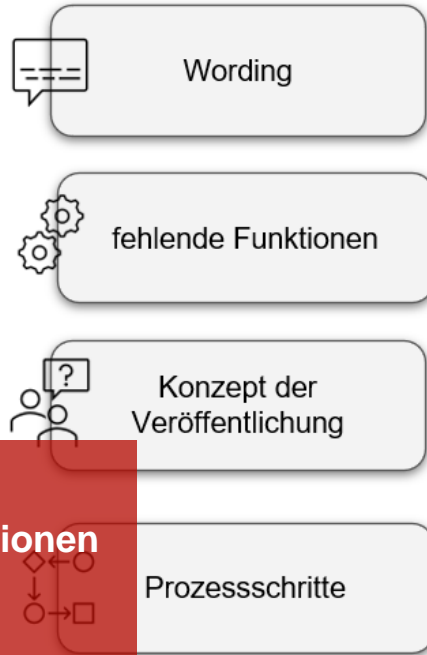 Wording
fehlende Funktionen
?
Konzept der
Veröffentlichung
ionen
Prozessschritte